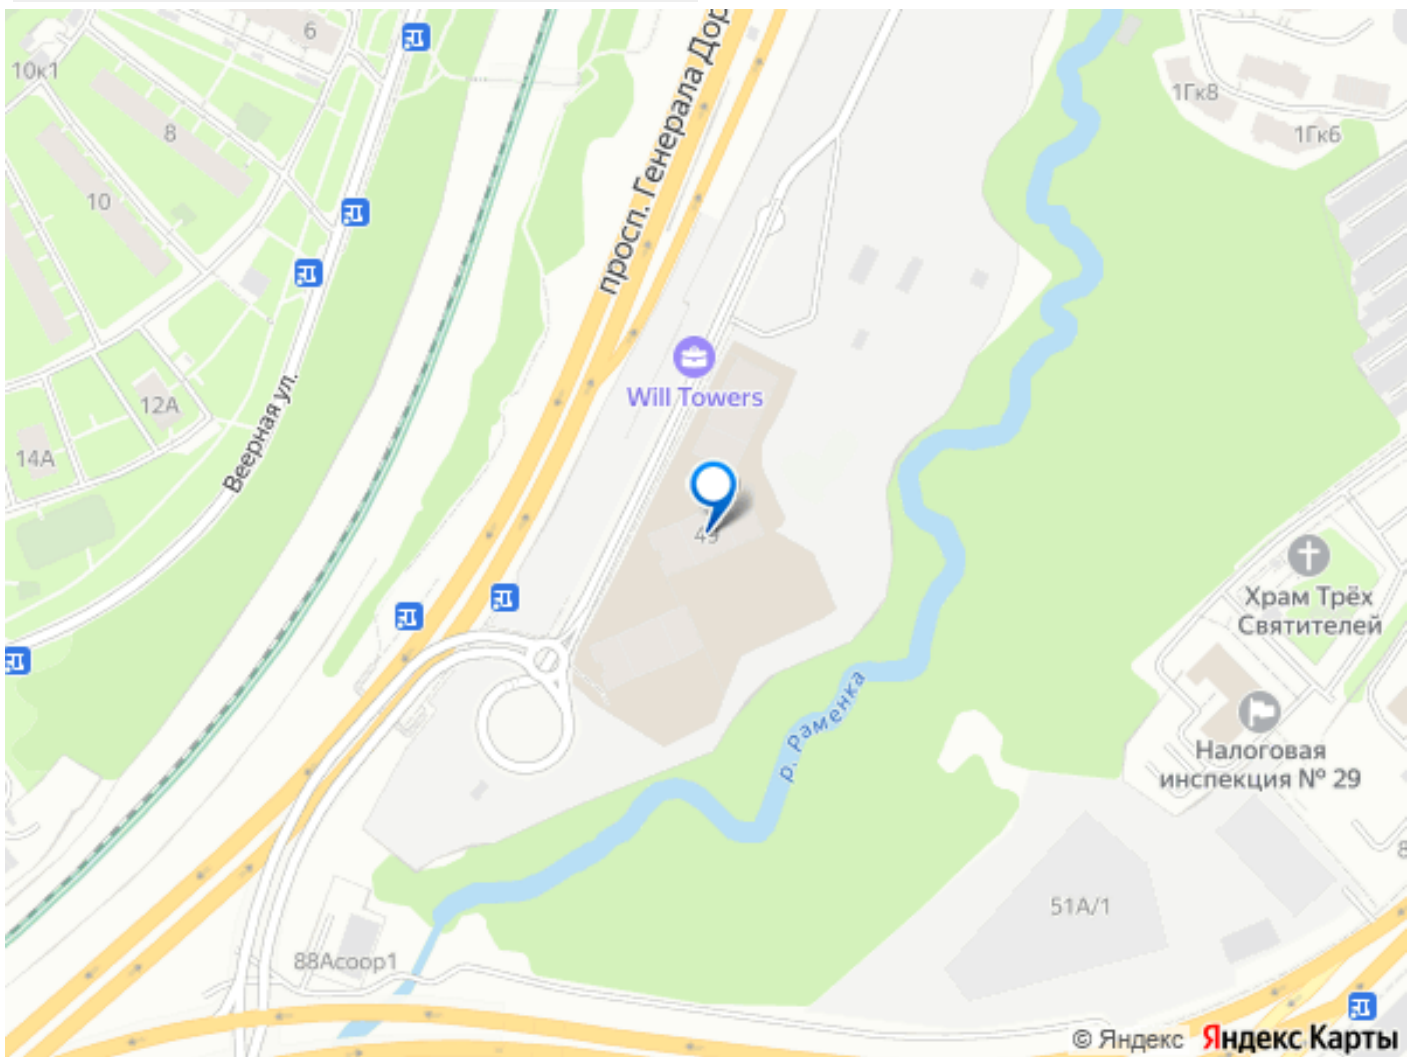 6
10к1
8
10
просп. Генерала Дор
1Гк8
1Гк6
Will Towers
12А
14А
Веерная ул.
Храм Трёх
Святителей
р. Раменка
Налоговая
инспекция № 29
51А/1
88Асоор1
© Яндекс Яндекс Карты